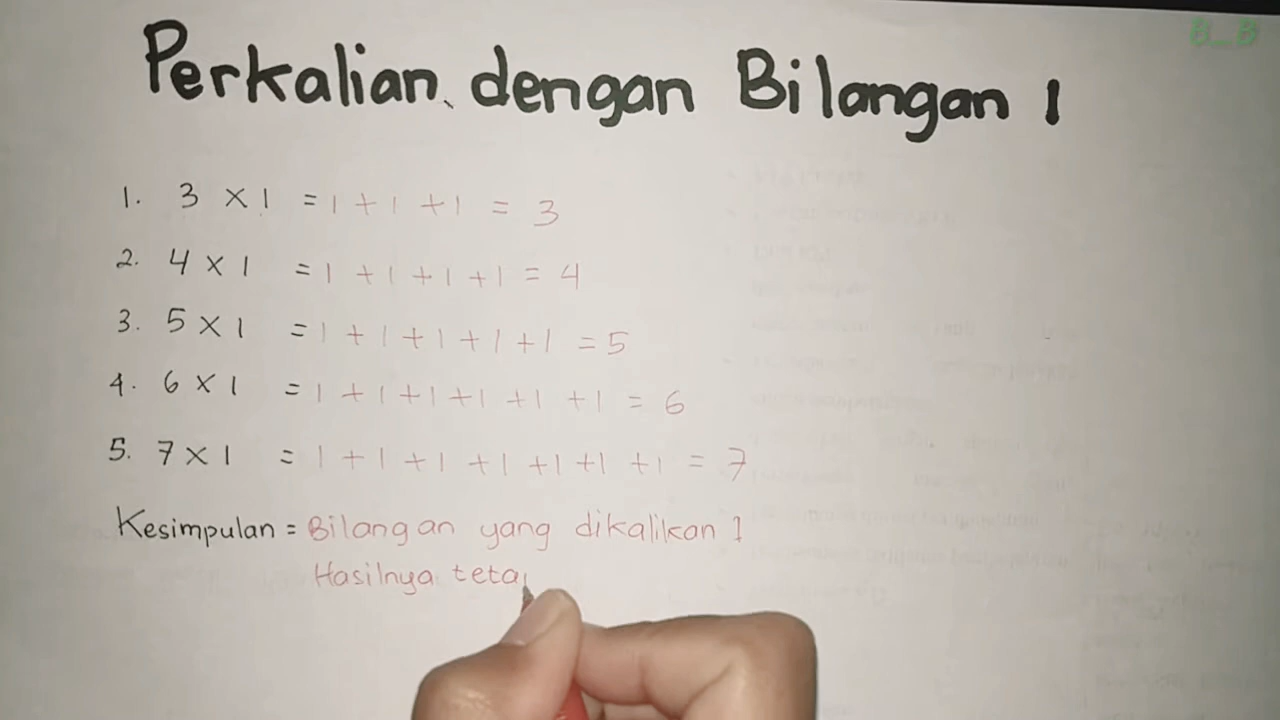 B_B
Perkalian dengan Bilangan 1
1. 3 × 1 = 1 + 1 + 1 = 3
2. 4 × 1 = 1 + 1 + 1 + 1 = 4
3. 5 × 1 = 1 + 1 + 1 + 1 + 1 = 5
4. 6 × 1 = 1 + 1 + 1 + 1 + 1 + 1 = 6
5. 7 × 1 = 1 + 1 + 1 + 1 + 1 + 1 + 1 = 7
Kesimpulan = Bilangan yang dikalikan 1
Hasilnya teta